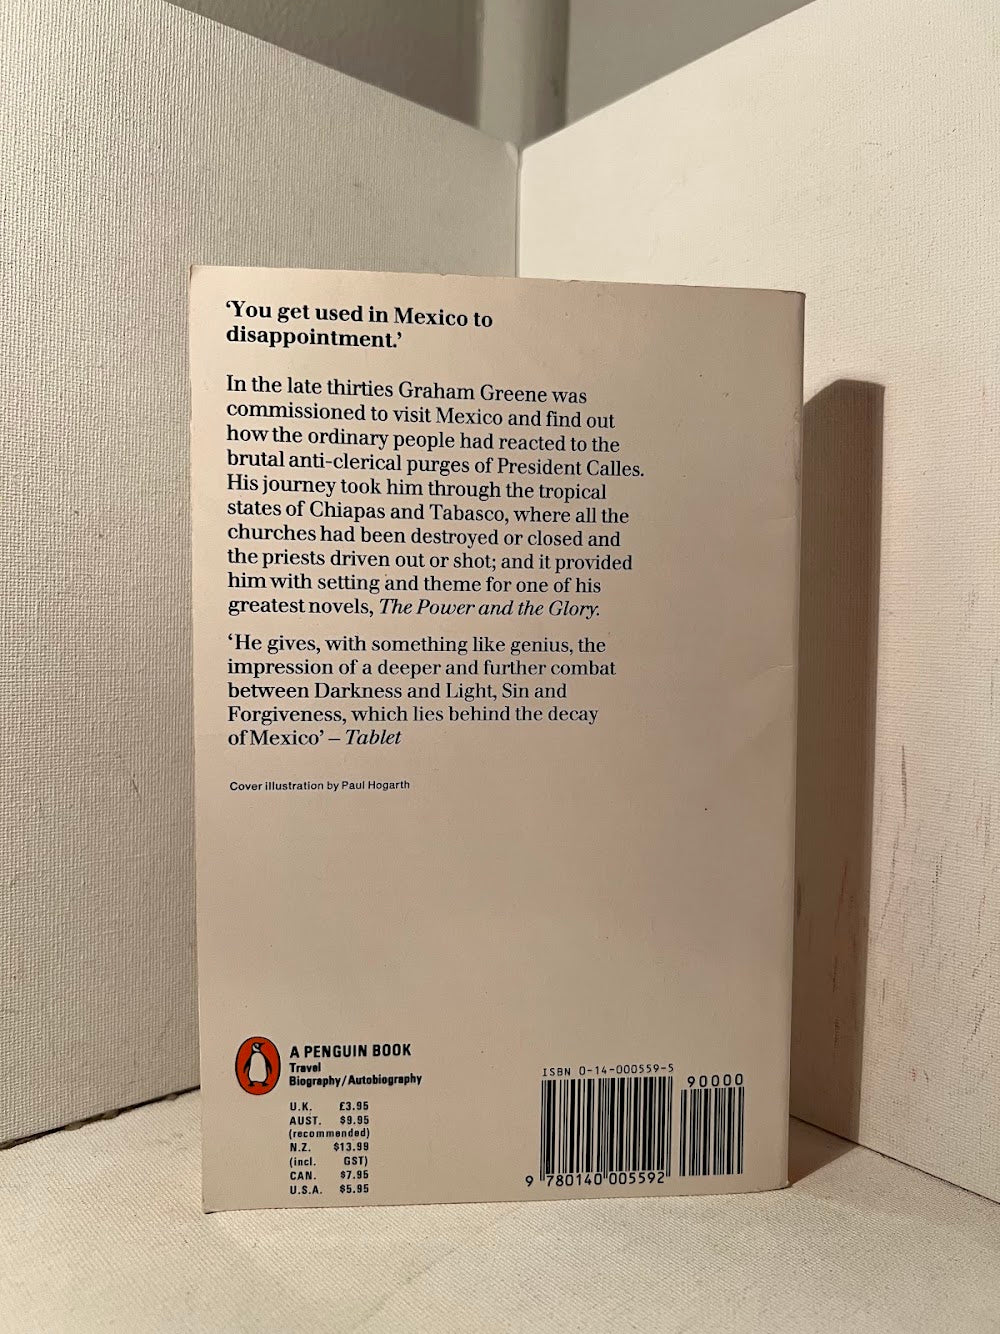 ‘You get used in Mexico to
disappointment.’
In the late thirties Graham Greene was
commissioned to visit Mexico and find out
how the ordinary people had reacted to the
brutal anti-clerical purges of President Calles.
His journey took him through the tropical
states of Chiapas and Tabasco, where all the
churches had been destroyed or closed and
the priests driven out or shot; and it provided
him with setting and theme for one of his
greatest novels, The Power and the Glory.
‘He gives, with something like genius, the
impression of a deeper and further combat
between Darkness and Light, Sin and
Forgiveness, which lies behind the decay
of Mexico’ – Tablet
Cover illustration by Paul Hogarth
A PENGUIN BOOK
Travel
Biography/Autobiography
U.K. £3.95
AUST. $9.95
(recommended)
N.Z. $13.99
(incl. GST)
CAN. $7.95
U.S.A. $5.95
ISBN 0-14-000559-5
90000
9 780140 005592